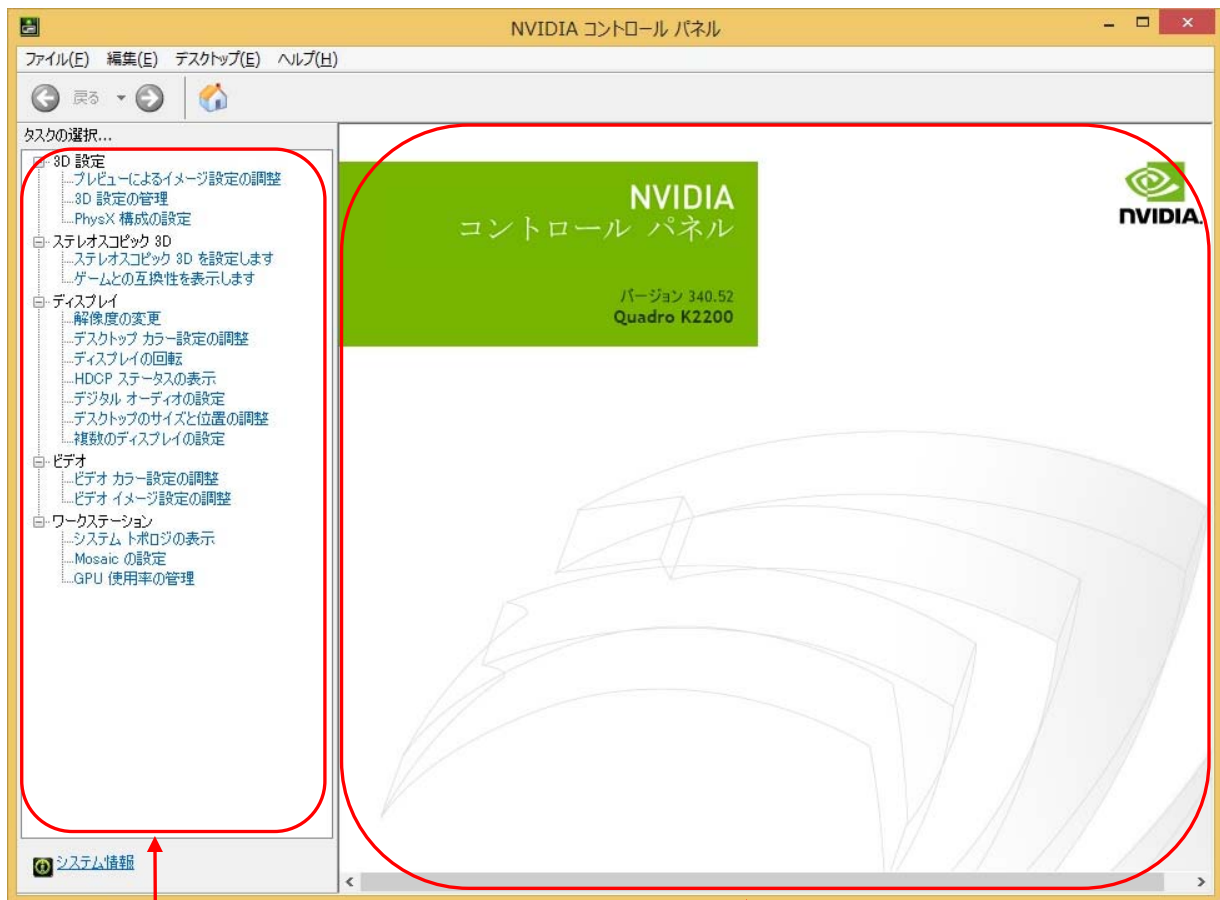 NVIDIA コントロール パネル
ファイル(F) 編集(E) デスクトップ(E) ヘルプ(H)
戻る
タスクの選択...
3D 設定
プレビューによるイメージ設定の調整
3D 設定の管理
PhysX 構成の設定
ステレオスコピック 3D
ステレオスコピック 3D を設定します
ゲームとの互換性を表示します
ディスプレイ
解像度の変更
デスクトップ カラー設定の調整
ディスプレイの回転
HDCP ステータスの表示
デジタル オーディオの設定
デスクトップのサイズと位置の調整
複数のディスプレイの設定
ビデオ
ビデオ カラー設定の調整
ビデオ イメージ設定の調整
ワークステーション
システム トポロジの表示
Mosaic の設定
GPU 使用率の管理
システム情報
NVIDIA
コントロール パネル
バージョン 340.52
Quadro K2200
NVIDIA.